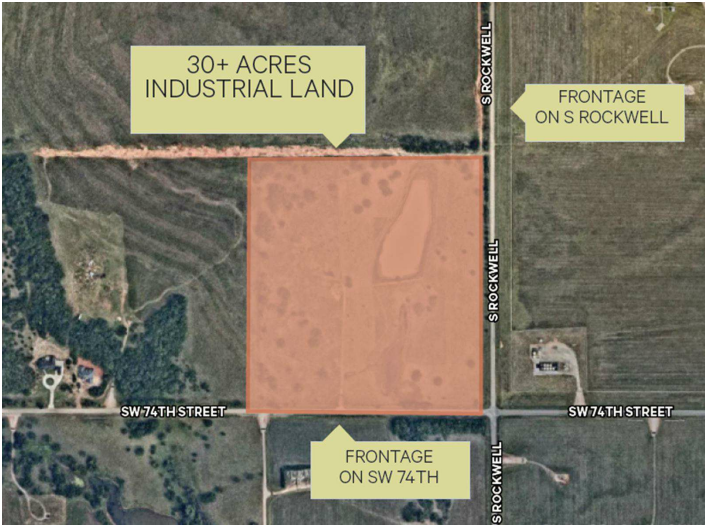 S ROCKWELL
30+ ACRES
INDUSTRIAL LAND
FRONTAGE
ON S ROCKWELL
S ROCKWELL
SW 74TH STREET
SW 74TH STREET
FRONTAGE
ON SW 74TH
S ROCKWELL